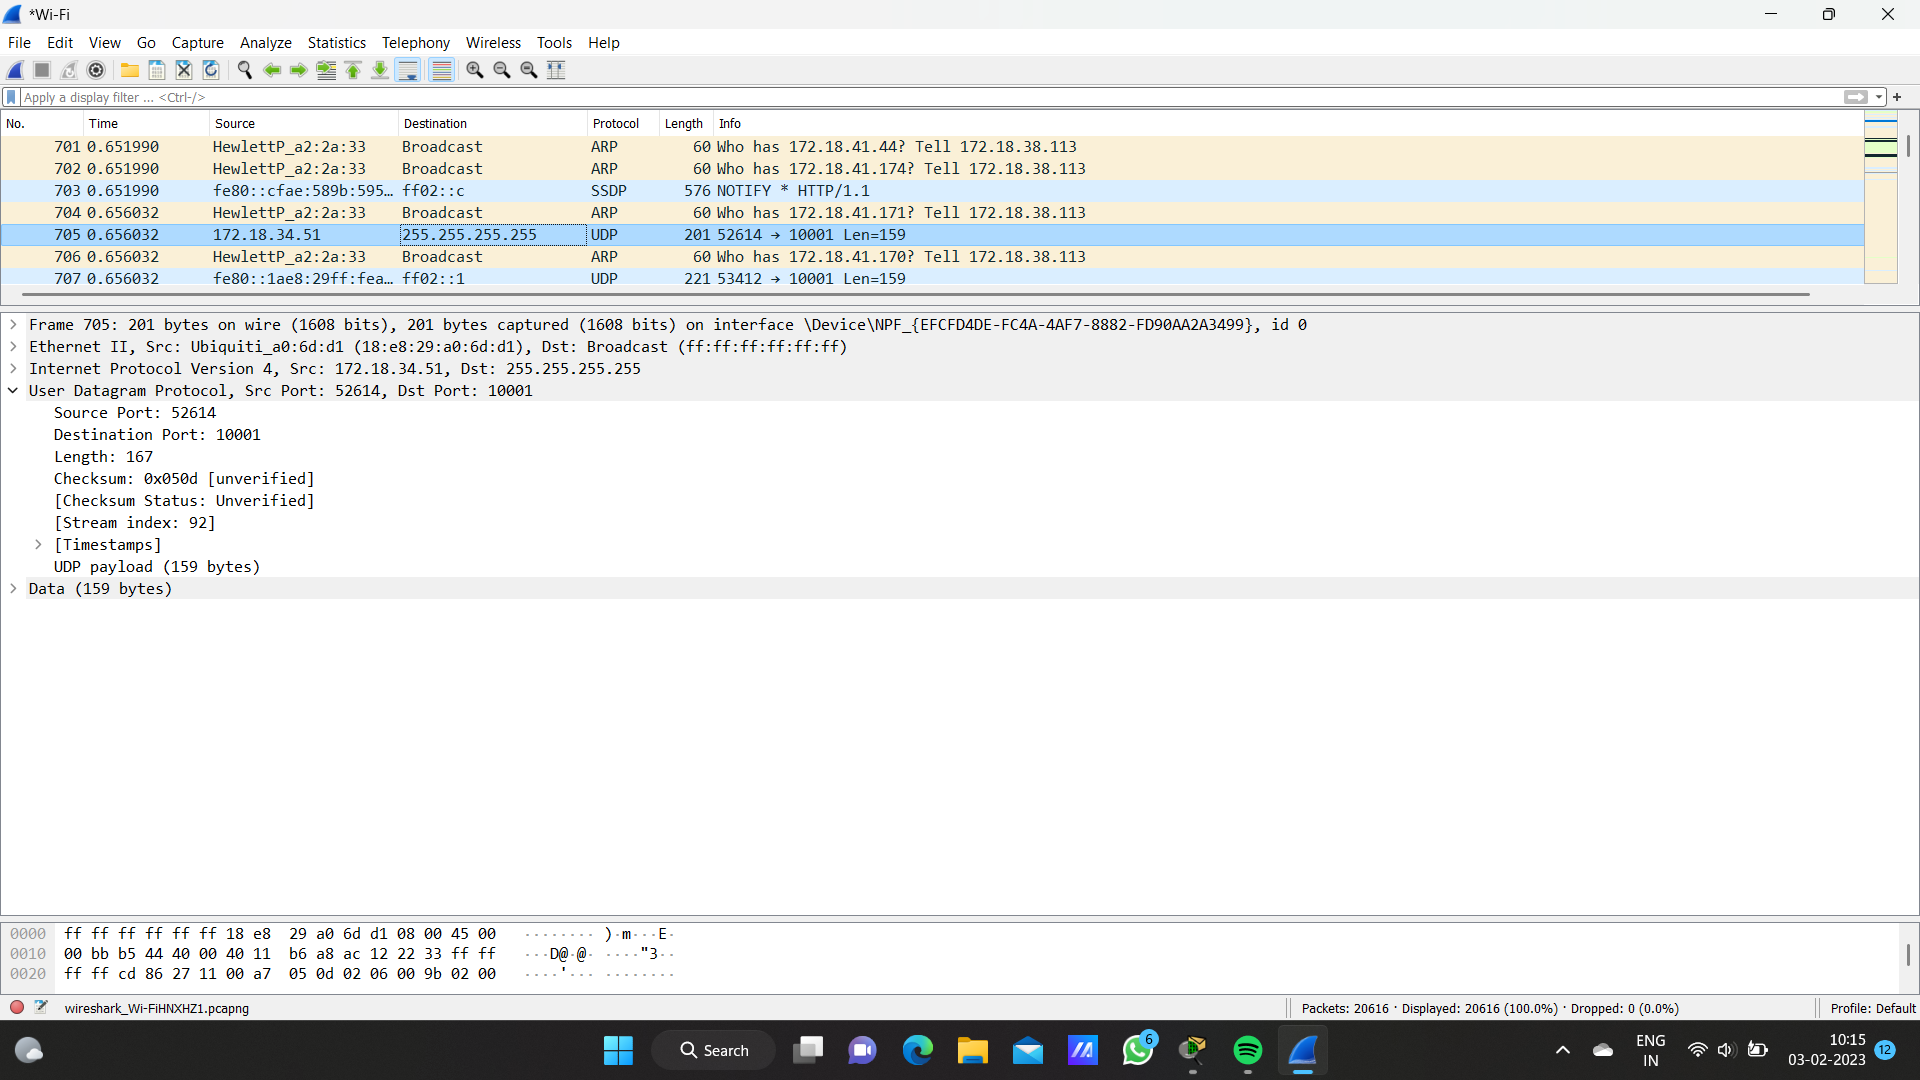 *Wi-Fi
File Edit View Go Capture Analyze Statistics Telephony Wireless Tools Help
Apply a display filter ... <Ctrl-/>
No. Time Source Destination Protocol Length Info
701 0.651990 HewlettP_a2:2a:33 Broadcast ARP 60 Who has 172.18.41.44? Tell 172.18.38.113
702 0.651990 HewlettP_a2:2a:33 Broadcast ARP 60 Who has 172.18.41.174? Tell 172.18.38.113
703 0.651990 fe80::cfae:589b:595… ff02::c SSDP 576 NOTIFY * HTTP/1.1
704 0.656032 HewlettP_a2:2a:33 Broadcast ARP 60 Who has 172.18.41.171? Tell 172.18.38.113
705 0.656032 172.18.34.51 255.255.255.255 UDP 201 52614 → 10001 Len=159
706 0.656032 HewlettP_a2:2a:33 Broadcast ARP 60 Who has 172.18.41.170? Tell 172.18.38.113
707 0.656032 fe80::1ae8:29ff:fea… ff02::1 UDP 221 53412 → 10001 Len=159
Frame 705: 201 bytes on wire (1608 bits), 201 bytes captured (1608 bits) on interface \Device\NPF_{EFCFD4DE-FC4A-4AF7-8882-FD90AA2A3499}, id 0
Ethernet II, Src: Ubiquiti_a0:6d:d1 (18:e8:29:a0:6d:d1), Dst: Broadcast (ff:ff:ff:ff:ff:ff)
Internet Protocol Version 4, Src: 172.18.34.51, Dst: 255.255.255.255
User Datagram Protocol, Src Port: 52614, Dst Port: 10001
Source Port: 52614
Destination Port: 10001
Length: 167
Checksum: 0x050d [unverified]
[Checksum Status: Unverified]
[Stream index: 92]
[Timestamps]
UDP payload (159 bytes)
Data (159 bytes)
0000 ff ff ff ff ff ff 18 e8 29 a0 6d d1 08 00 45 00 ········ )·m···E·
0010 00 bb b5 44 40 00 40 11 b6 a8 ac 12 22 33 ff ff ···D@·@· ····"3··
0020 ff ff cd 86 27 11 00 a7 05 0d 02 06 00 9b 02 00 ····'··· ········
wireshark_Wi-FiHNXHZ1.pcapng Packets: 20616 · Displayed: 20616 (100.0%) · Dropped: 0 (0.0%) Profile: Default
Search 6 ENG IN 10:15 03-02-2023 12